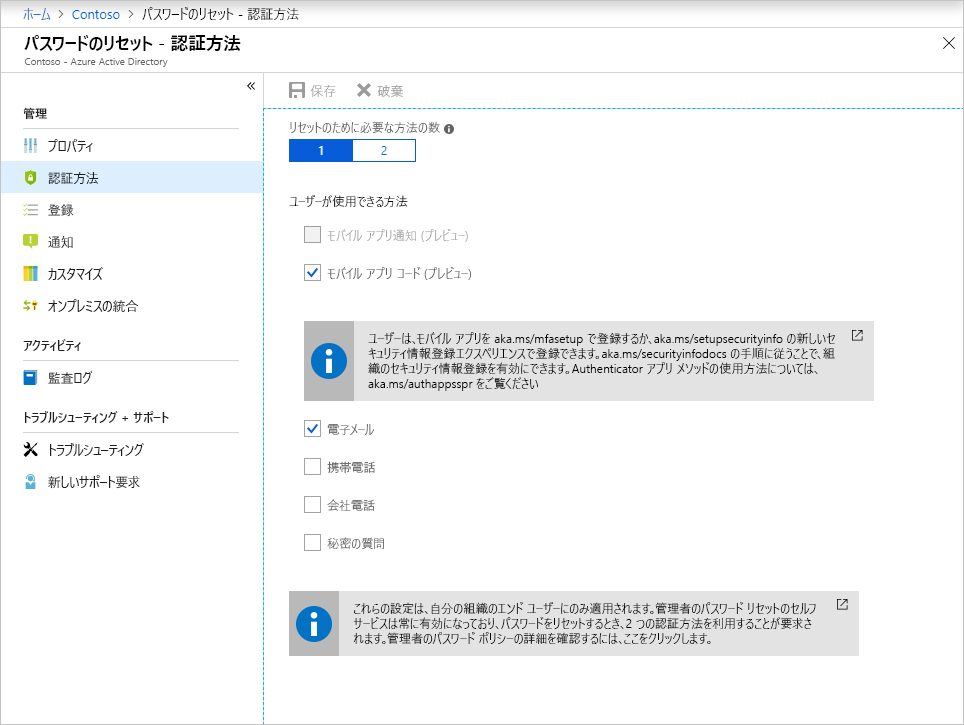 ホーム > Contoso > パスワードのリセット - 認証方法
パスワードのリセット - 認証方法
Contoso - Azure Active Directory
管理
プロパティ
認証方法
登録
通知
カスタマイズ
オンプレミスの統合
アクティビティ
監査ログ
トラブルシューティング + サポート
トラブルシューティング
新しいサポート要求
保存 破棄
リセットのために必要な方法の数
1 2
ユーザーが使用できる方法
モバイル アプリ通知 (プレビュー)
モバイル アプリ コード (プレビュー)
ユーザーは、モバイル アプリを aka.ms/mfasetup で登録するか、aka.ms/setupsecurityinfo の新しいセ
キュリティ情報登録エクスペリエンスで登録できます。aka.ms/securityinfodocs の手順に従うことで、組
織のセキュリティ情報登録を有効にできます。Authenticator アプリ メソッドの使用方法については、
aka.ms/authappsspr をご覧ください
電子メール
携帯電話
会社電話
秘密の質問
これらの設定は、自分の組織のエンド ユーザーにのみ適用されます。管理者のパスワード リセットのセルフ
サービスは常に有効になっており、パスワードをリセットするとき、2 つの認証方法を利用することが要求さ
れます。管理者のパスワード ポリシーの詳細を確認するには、ここをクリックします。